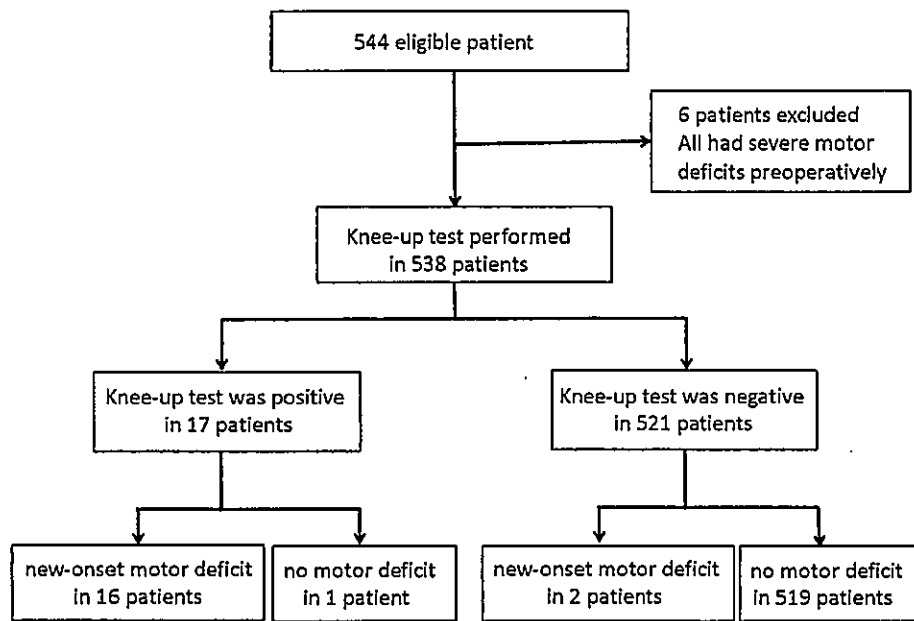 544 eligible patient
6 patients excluded
All had severe motor
deficits preoperatively
Knee-up test performed
in 538 patients
Knee-up test was positive
in 17 patients
Knee-up test was negative
in 521 patients
new-onset motor deficit
in 16 patients
no motor deficit
in 1 patient
new-onset motor deficit
in 2 patients
no motor deficit
in 519 patients